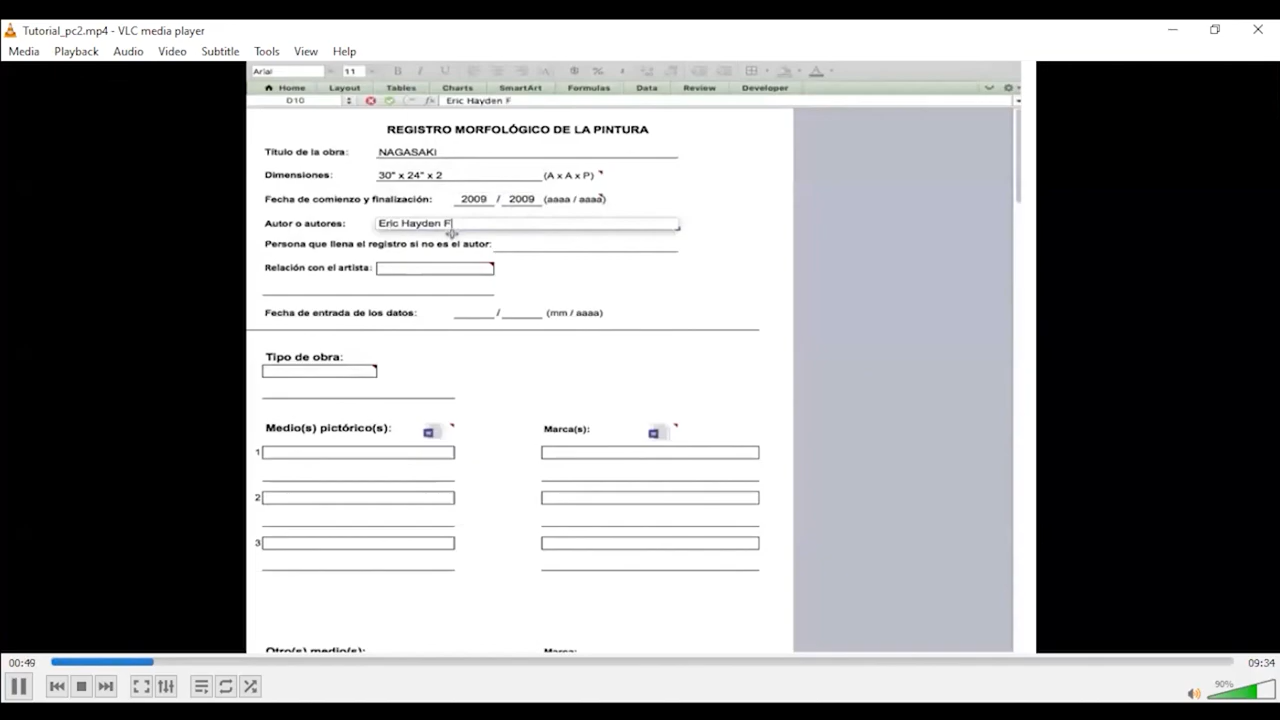 Tutorial_pc2.mp4 - VLC media player
Media Playback Audio Video Subtitle Tools View Help
Arial 11 B I U
Home Layout Tables Charts SmartArt Formulas Data Review Developer
D10 fx Eric Hayden F
REGISTRO MORFOLÓGICO DE LA PINTURA
Título de la obra: NAGASAKI
Dimensiones: 30" x 24" x 2 (A x A x P)
Fecha de comienzo y finalización: 2009 / 2009 (aaaa / aaaa)
Autor o autores: Eric Hayden F
Persona que llena el registro si no es el autor:
Relación con el artista:
Fecha de entrada de los datos: / (mm / aaaa)
Tipo de obra:
Medio(s) pictórico(s): Marca(s):
1
2
3
Otro(s) medio(s): Marca:
00:49 09:34
90%